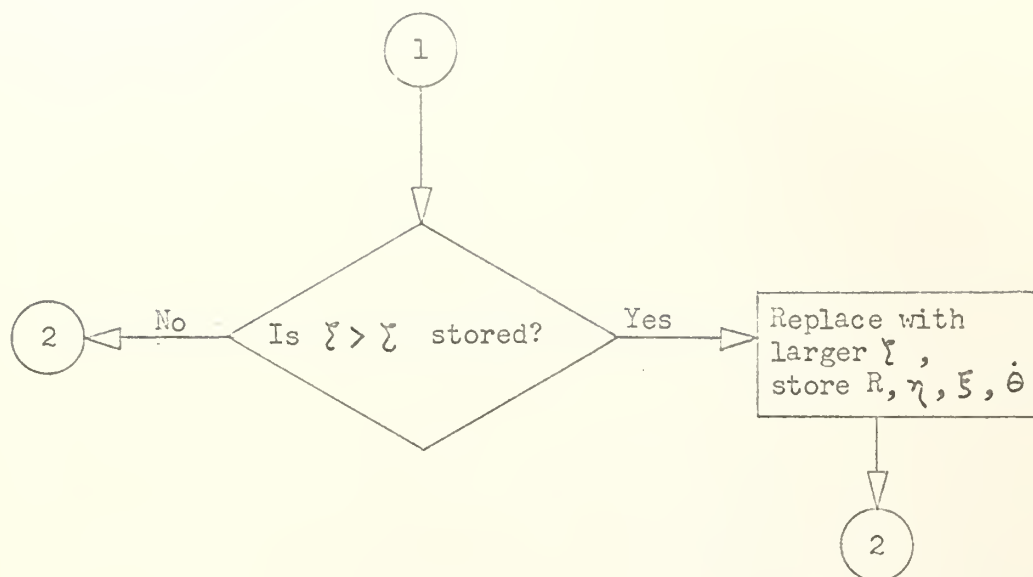 1
2
No
Is ζ > ζ stored?
Yes
Replace with
larger ζ ,
store R, η, ξ, θ̇
2